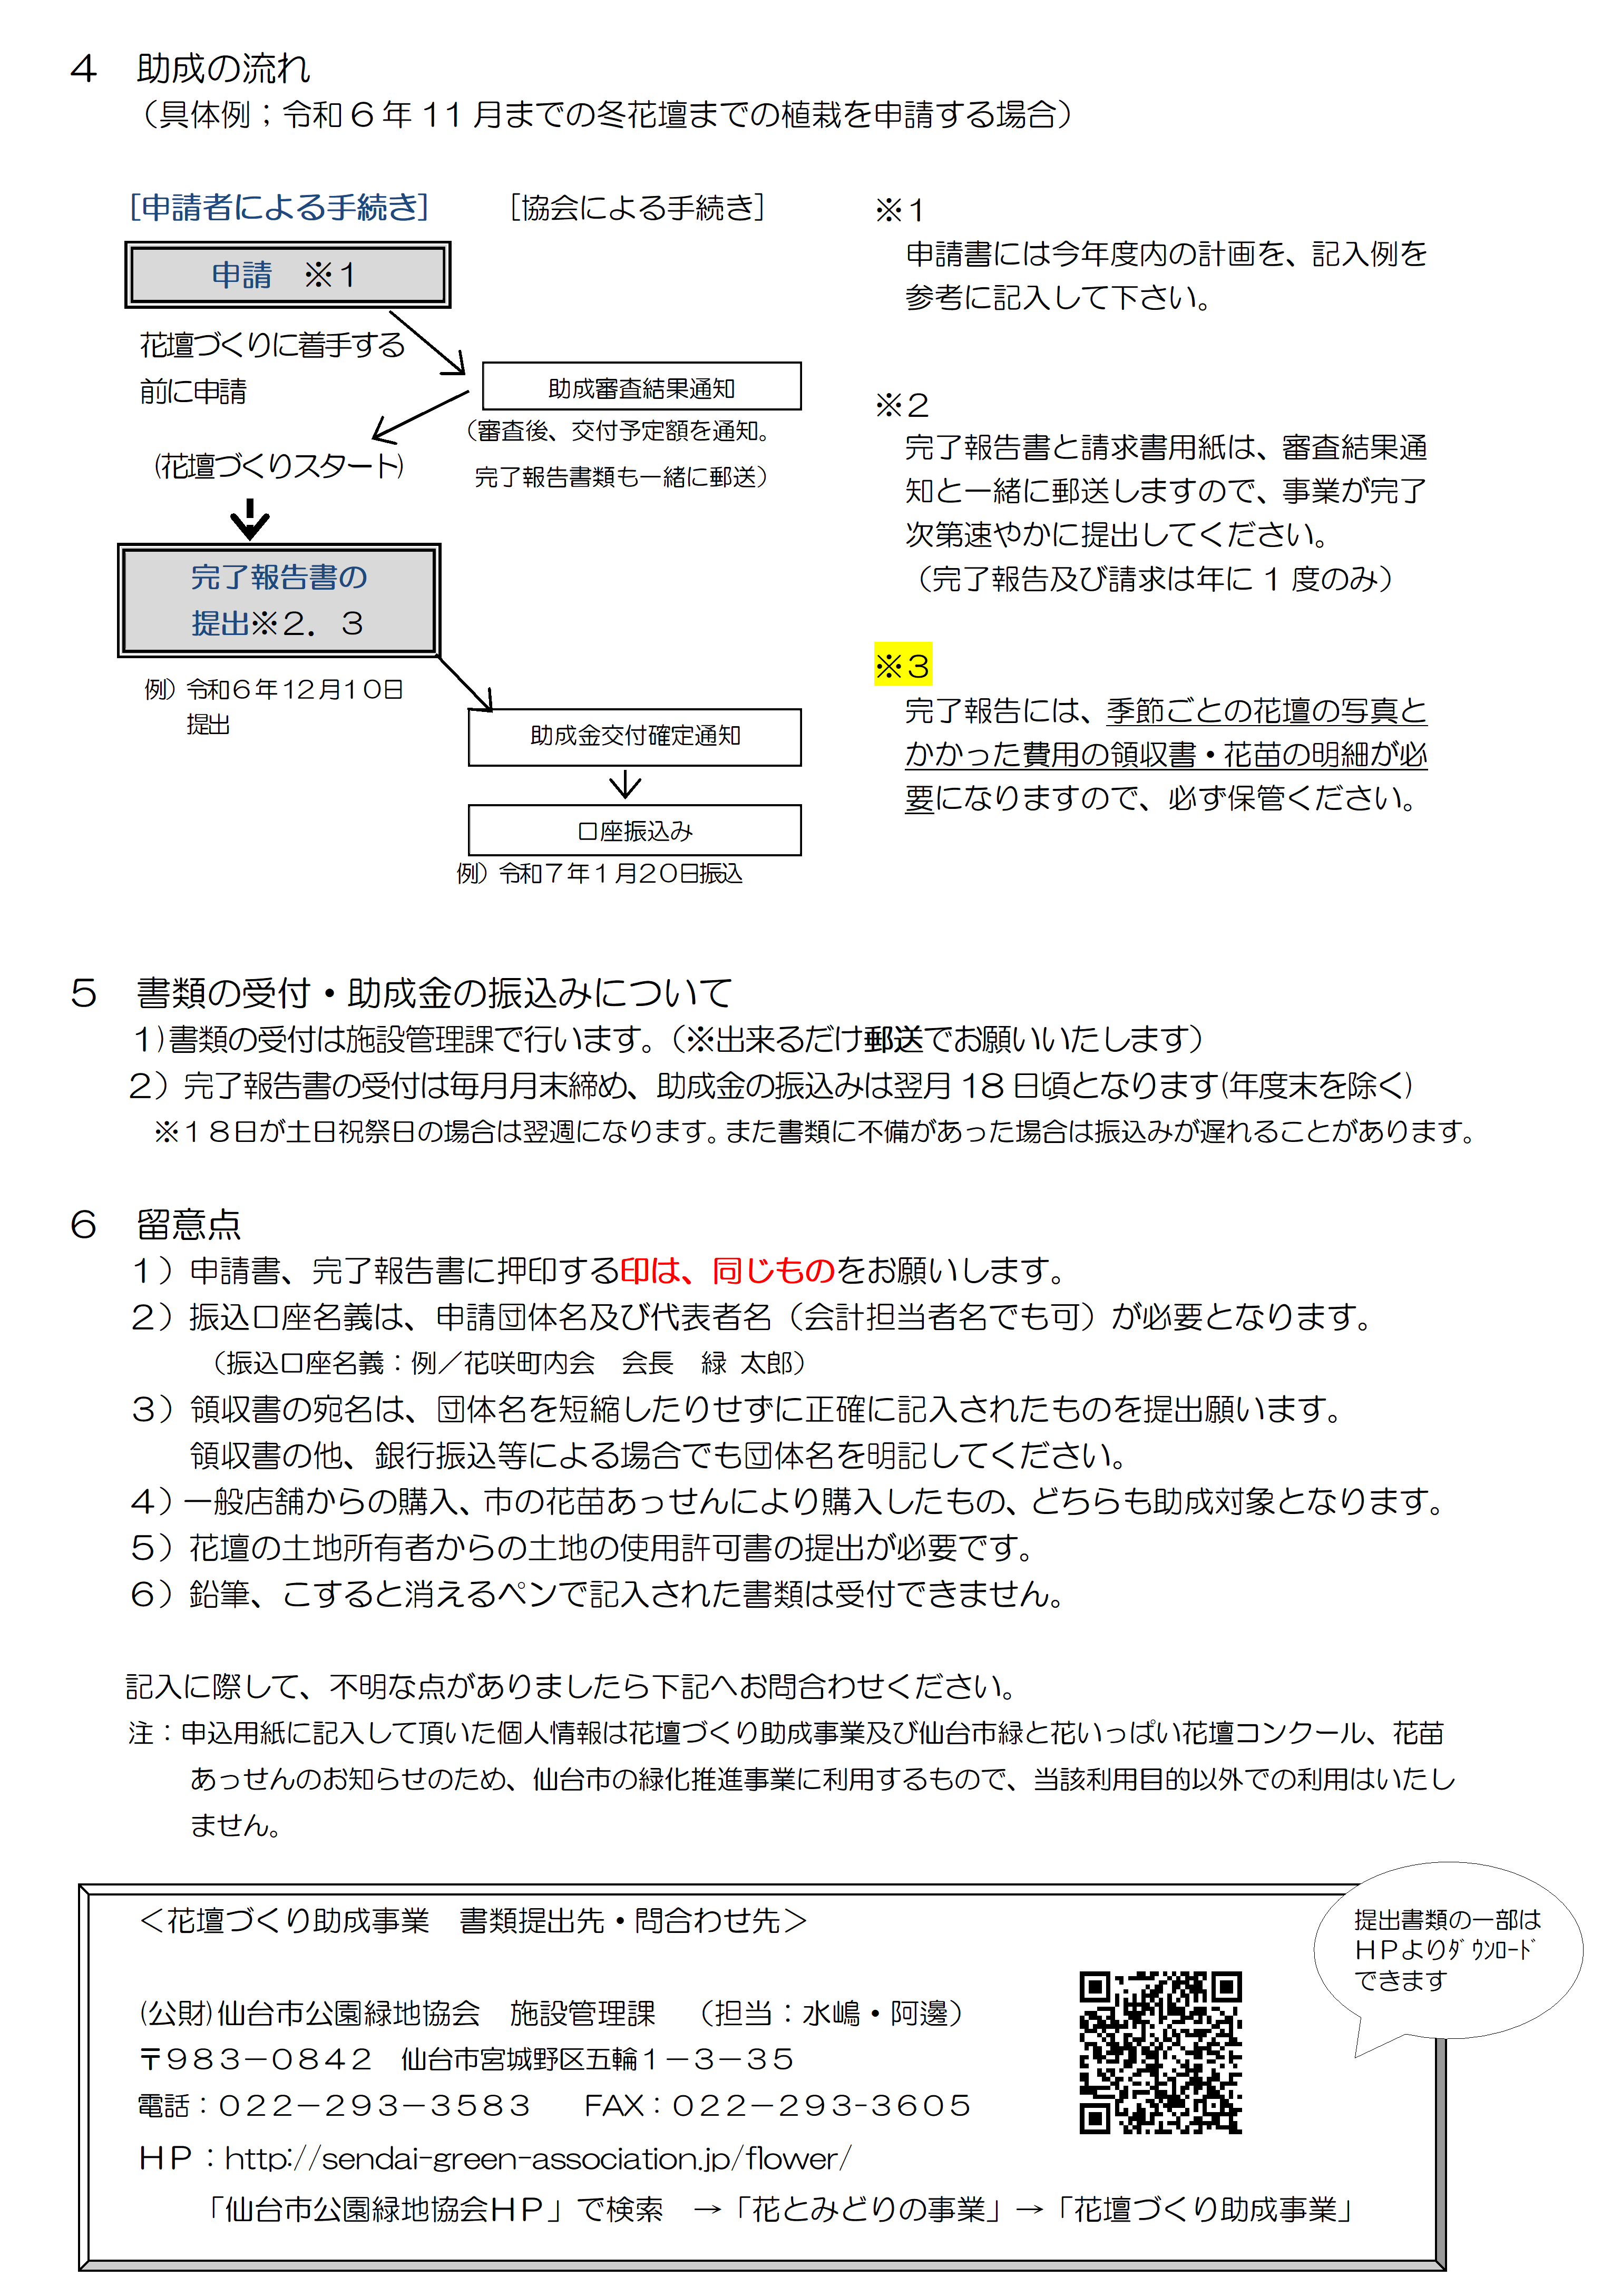 ４　助成の流れ
（具体例；令和６年 11 月までの冬花壇までの植栽を申請する場合）
［申請者による手続き］
［協会による手続き］
申請　※１
花壇づくりに着手する
前に申請
助成審査結果通知
（審査後、交付予定額を通知。
完了報告書類も一緒に郵送）
(花壇づくりスタート)
完了報告書の
提出※２．３
例）令和６年12月１０日
提出
助成金交付確定通知
口座振込み
例）令和７年１月２０日振込
※１
申請書には今年度内の計画を、記入例を
参考に記入して下さい。
※２
完了報告書と請求書用紙は、審査結果通
知と一緒に郵送しますので、事業が完了
次第速やかに提出してください。
（完了報告及び請求は年に 1 度のみ）
※３
完了報告には、季節ごとの花壇の写真と
かかった費用の領収書・花苗の明細が必
要になりますので、必ず保管ください。
５　書類の受付・助成金の振込みについて
１)書類の受付は施設管理課で行います。（※出来るだけ郵送でお願いいたします）
２）完了報告書の受付は毎月月末締め、助成金の振込みは翌月 18 日頃となります(年度末を除く)
※１８日が土日祝祭日の場合は翌週になります。また書類に不備があった場合は振込みが遅れることがあります。
６　留意点
１）申請書、完了報告書に押印する印は、同じものをお願いします。
２）振込口座名義は、申請団体名及び代表者名（会計担当者名でも可）が必要となります。
（振込口座名義：例／花咲町内会　会長　緑 太郎）
３）領収書の宛名は、団体名を短縮したりせずに正確に記入されたものを提出願います。
領収書の他、銀行振込等による場合でも団体名を明記してください。
４）一般店舗からの購入、市の花苗あっせんにより購入したもの、どちらも助成対象となります。
５）花壇の土地所有者からの土地の使用許可書の提出が必要です。
６）鉛筆、こすると消えるペンで記入された書類は受付できません。
記入に際して、不明な点がありましたら下記へお問合わせください。
注：申込用紙に記入して頂いた個人情報は花壇づくり助成事業及び仙台市緑と花いっぱい花壇コンクール、花苗
あっせんのお知らせのため、仙台市の緑化推進事業に利用するもので、当該利用目的以外での利用はいたし
ません。
＜花壇づくり助成事業　書類提出先・問合わせ先＞
提出書類の一部は
ＨＰよりﾀﾞｳﾝﾛｰﾄﾞ
できます
(公財)仙台市公園緑地協会　施設管理課　（担当：水嶋・阿邊）
〒９８３－０８４２　仙台市宮城野区五輪１－３－３５
電話：０２２－２９３－３５８３　　FAX：０２２－２９３-３６０５
ＨＰ：http://sendai-green-association.jp/flower/
「仙台市公園緑地協会ＨＰ」で検索　→「花とみどりの事業」→「花壇づくり助成事業」